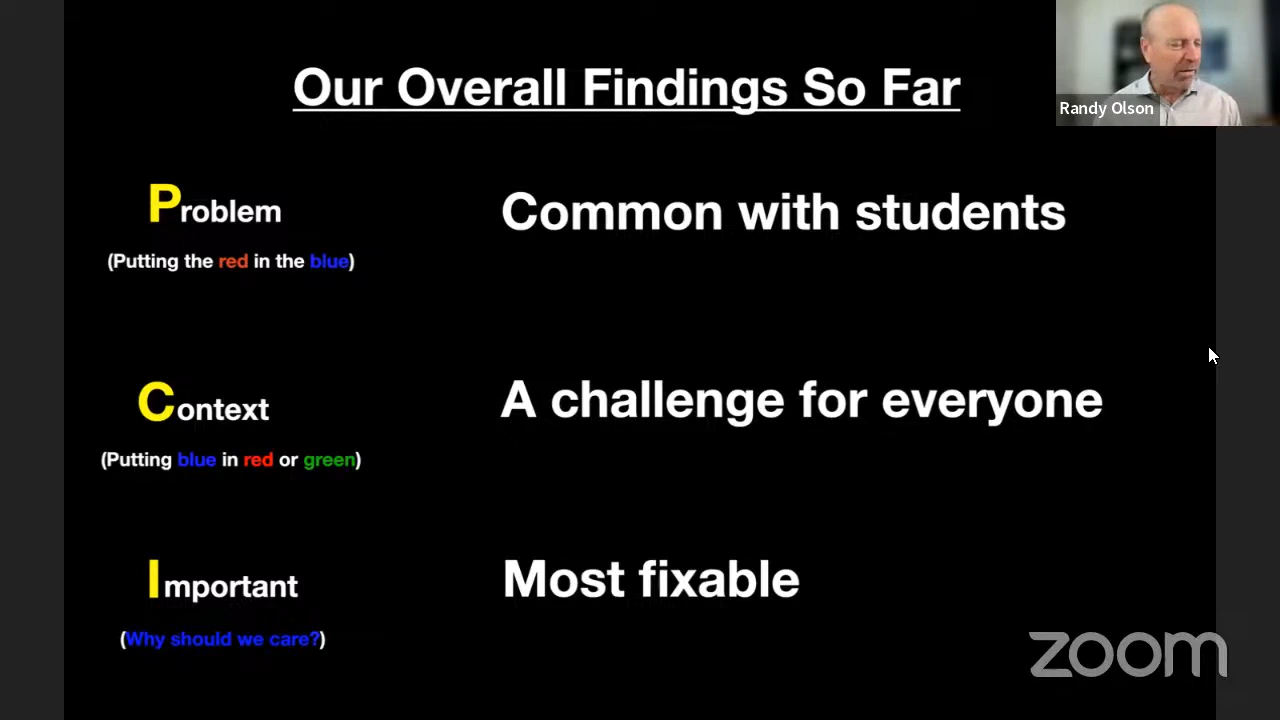 Our Overall Findings So Far
Randy Olson
Problem
Common with students
(Putting the red in the blue)
Context
A challenge for everyone
(Putting blue in red or green)
Important
Most fixable
(Why should we care?)
zoom